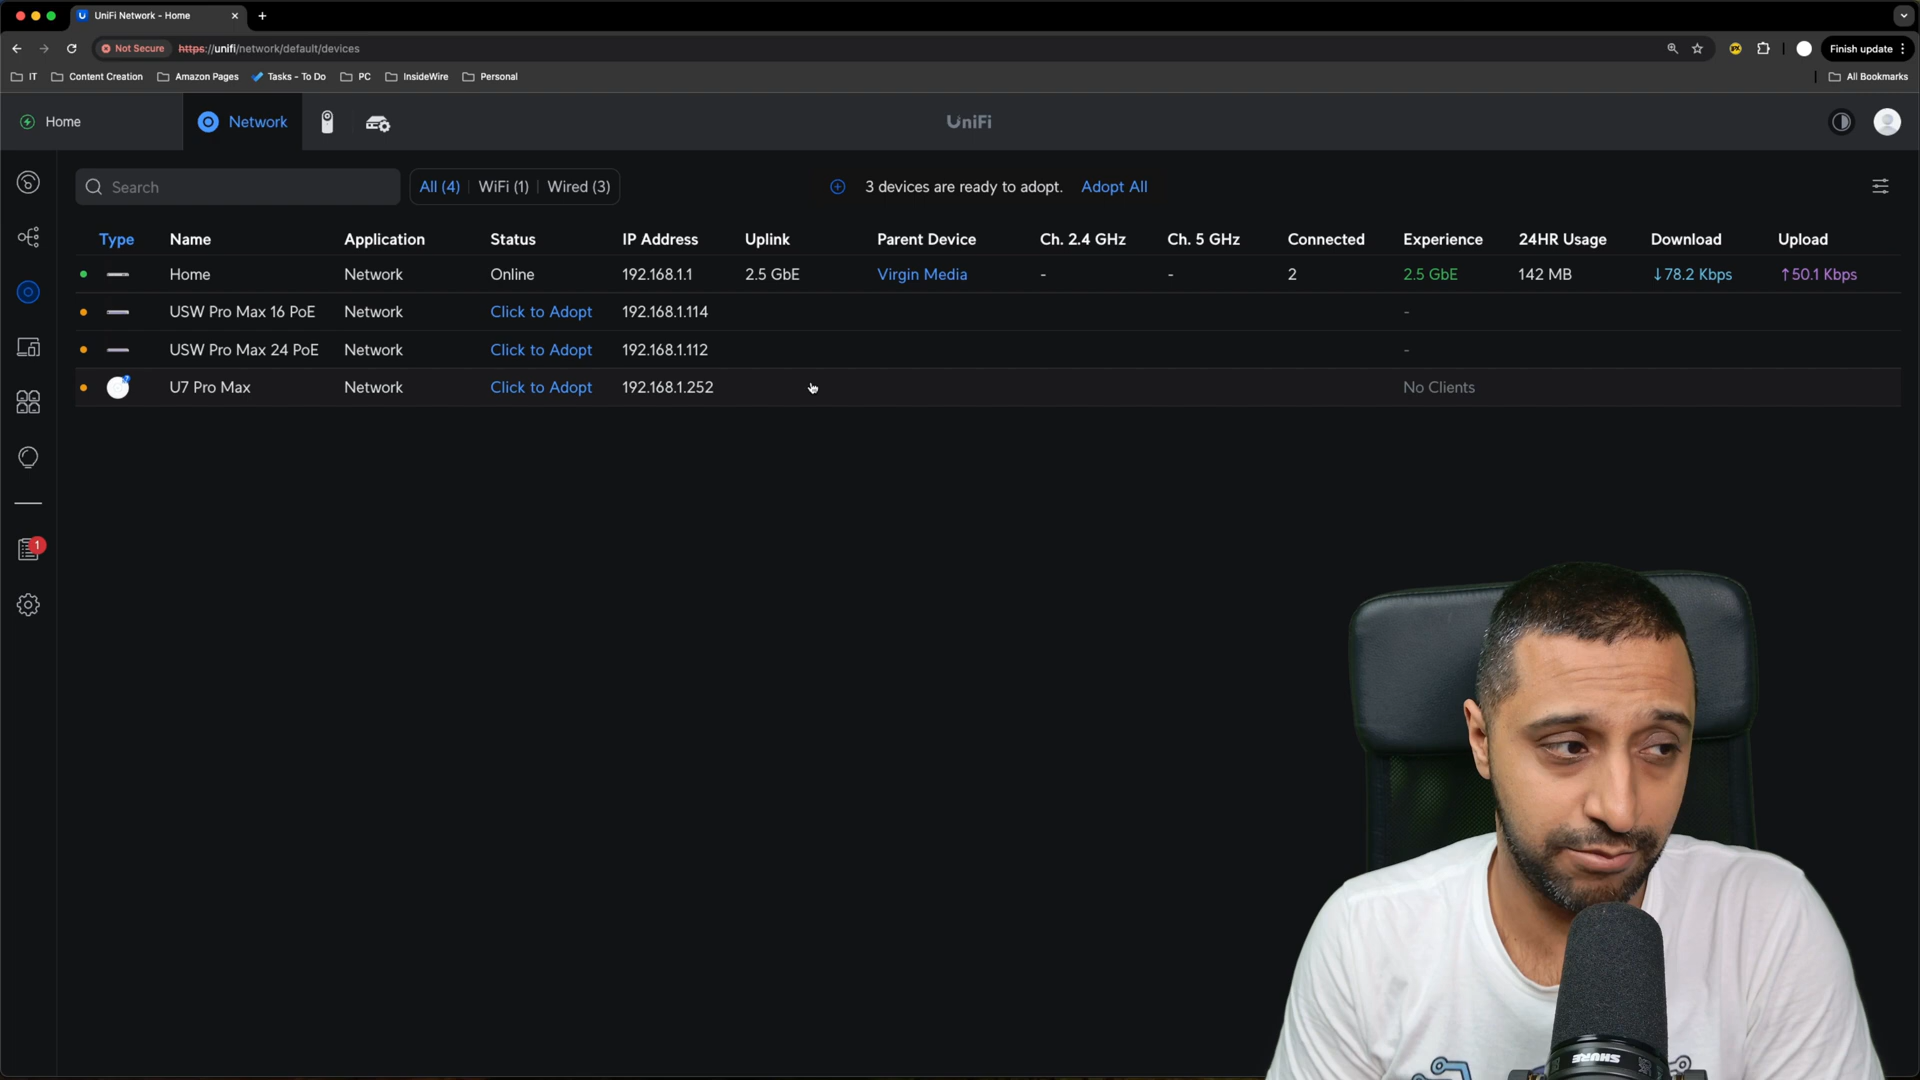 UniFi Network - Home
Not Secure https://unifi/network/default/devices
Finish update
IT Content Creation Amazon Pages Tasks - To Do PC InsideWire Personal All Bookmarks
Home Network UniFi
Search All (4) WiFi (1) Wired (3) 3 devices are ready to adopt. Adopt All
Type Name Application Status IP Address Uplink Parent Device Ch. 2.4 GHz Ch. 5 GHz Connected Experience 24HR Usage Download Upload
Home Network Online 192.168.1.1 2.5 GbE Virgin Media - - 2 2.5 GbE 142 MB ↓78.2 Kbps ↑50.1 Kbps
USW Pro Max 16 PoE Network Click to Adopt 192.168.1.114 -
USW Pro Max 24 PoE Network Click to Adopt 192.168.1.112 -
U7 Pro Max Network Click to Adopt 192.168.1.252 No Clients
1
SHURE